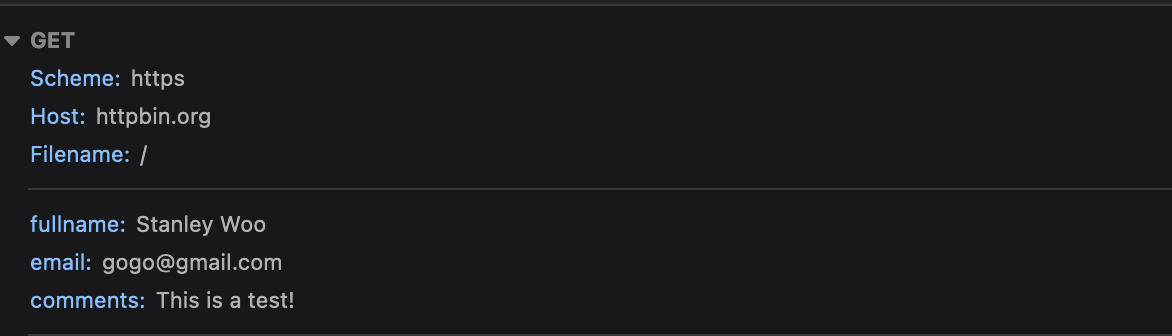 GET
Scheme: https
Host: httpbin.org
Filename: /
fullname: Stanley Woo
email: gogo@gmail.com
comments: This is a test!